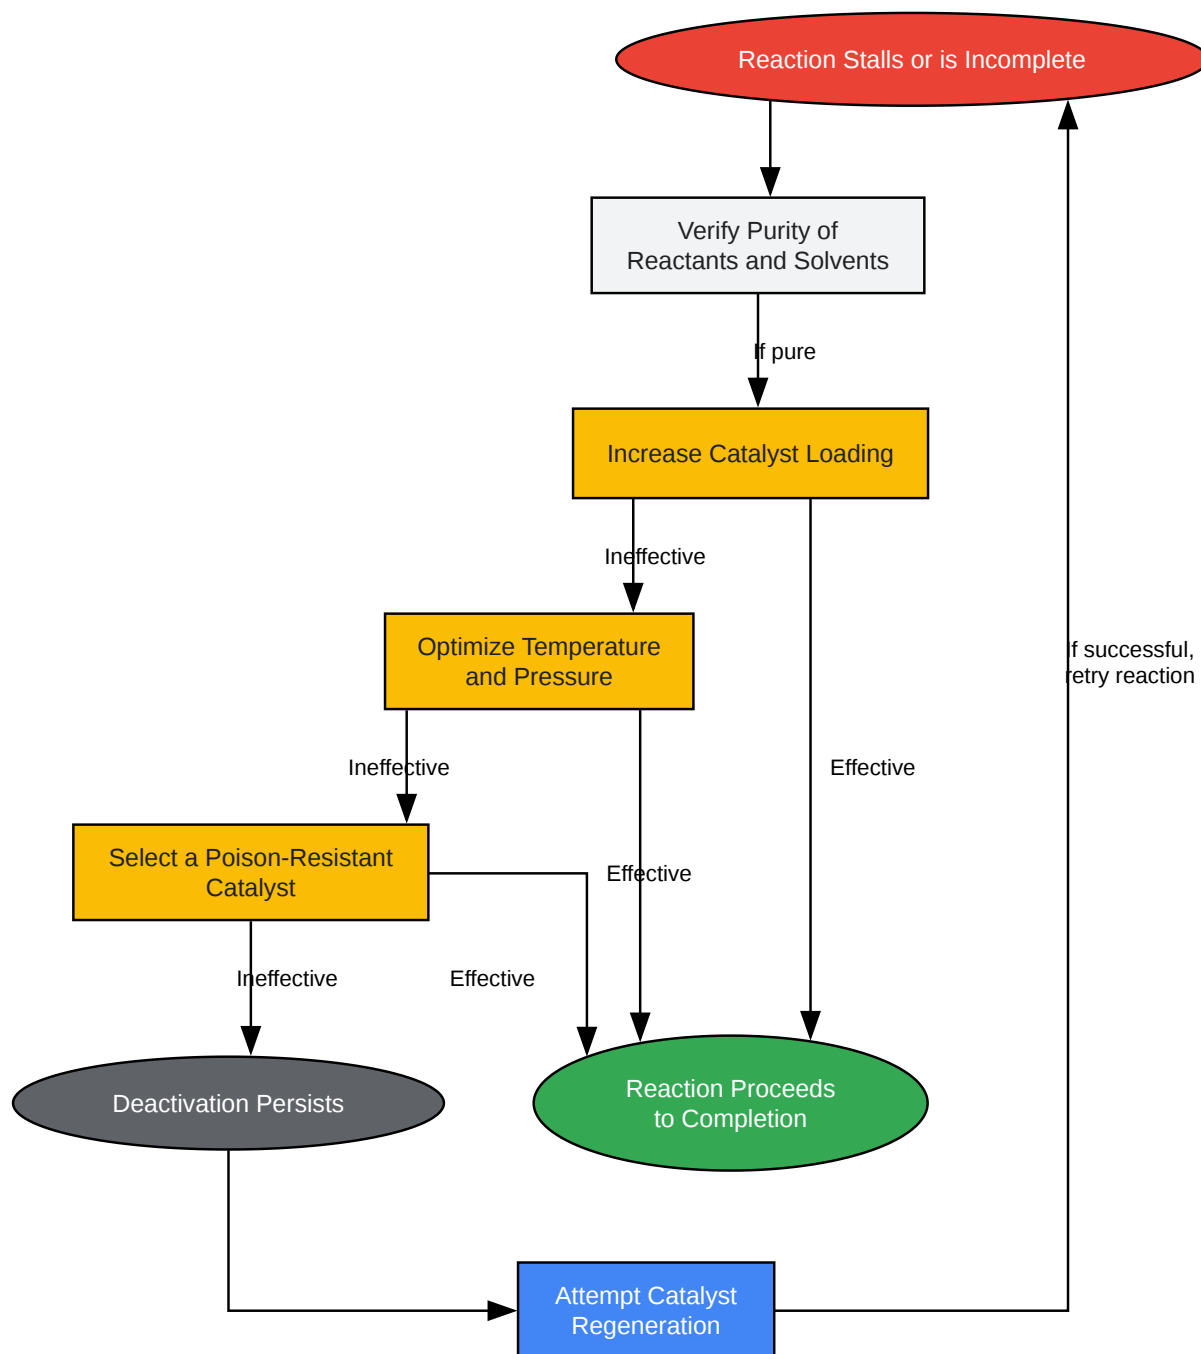 Reaction Stalls or is Incomplete
Verify Purity of
Reactants and Solvents
If pure
Increase Catalyst Loading
Ineffective
Optimize Temperature
and Pressure
If successful,
retry reaction
Ineffective
Effective
Select a Poison-Resistant
Catalyst
Effective
Ineffective
Effective
Deactivation Persists
Reaction Proceeds
to Completion
Attempt Catalyst
Regeneration